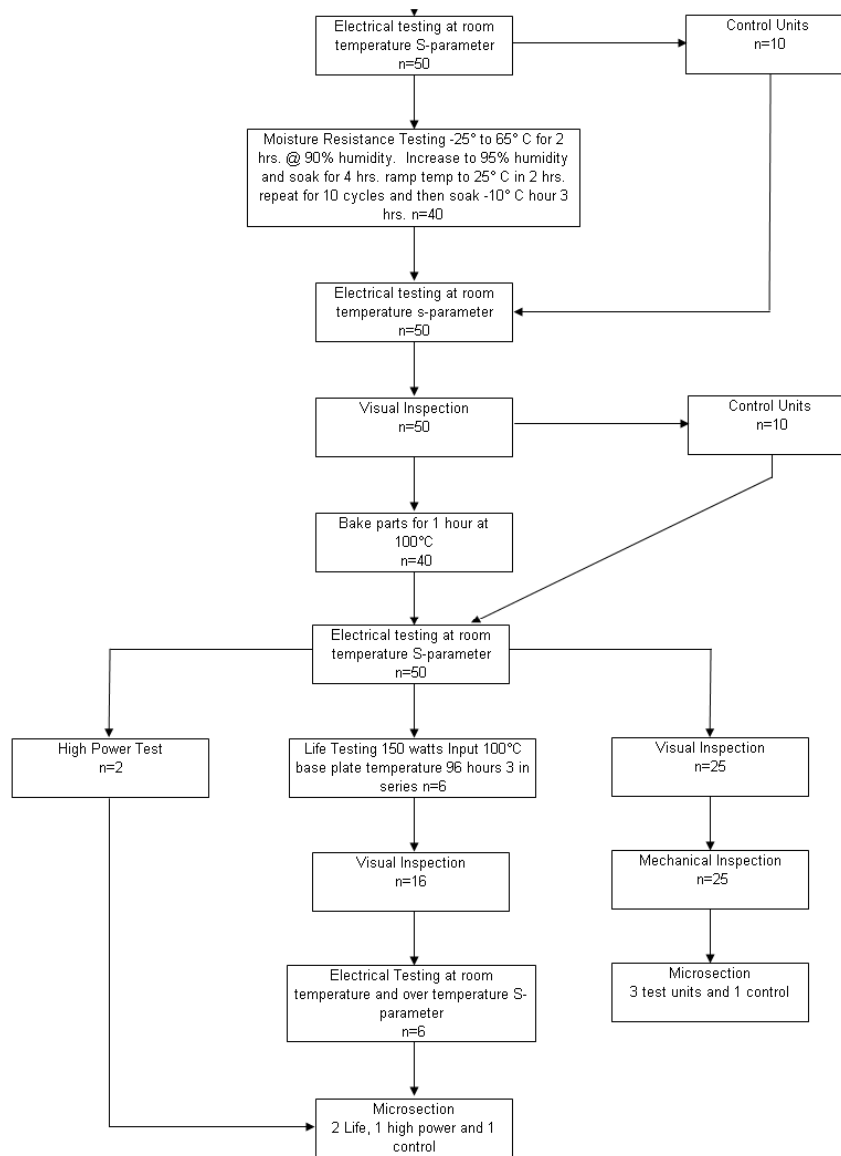 Electrical testing at room
temperature S-parameter
n=50
Control Units
n=10
Moisture Resistance Testing -25° to 65° C for 2
hrs. @ 90% humidity.  Increase to 95% humidity
and soak for 4 hrs. ramp temp to 25° C in 2 hrs.
repeat for 10 cycles and then soak -10° C hour 3
hrs. n=40
Electrical testing at room
temperature s-parameter
n=50
Visual Inspection
n=50
Control Units
n=10
Bake parts for 1 hour at
100°C
n=40
Electrical testing at room
temperature S-parameter
n=50
High Power Test
n=2
Life Testing 150 watts Input 100°C
base plate temperature 96 hours 3 in
series n=6
Visual Inspection
n=25
Visual Inspection
n=16
Mechanical Inspection
n=25
Electrical Testing at room
temperature and over temperature S-
parameter
n=6
Microsection
3 test units and 1 control
Microsection
2 Life, 1 high power and 1
control